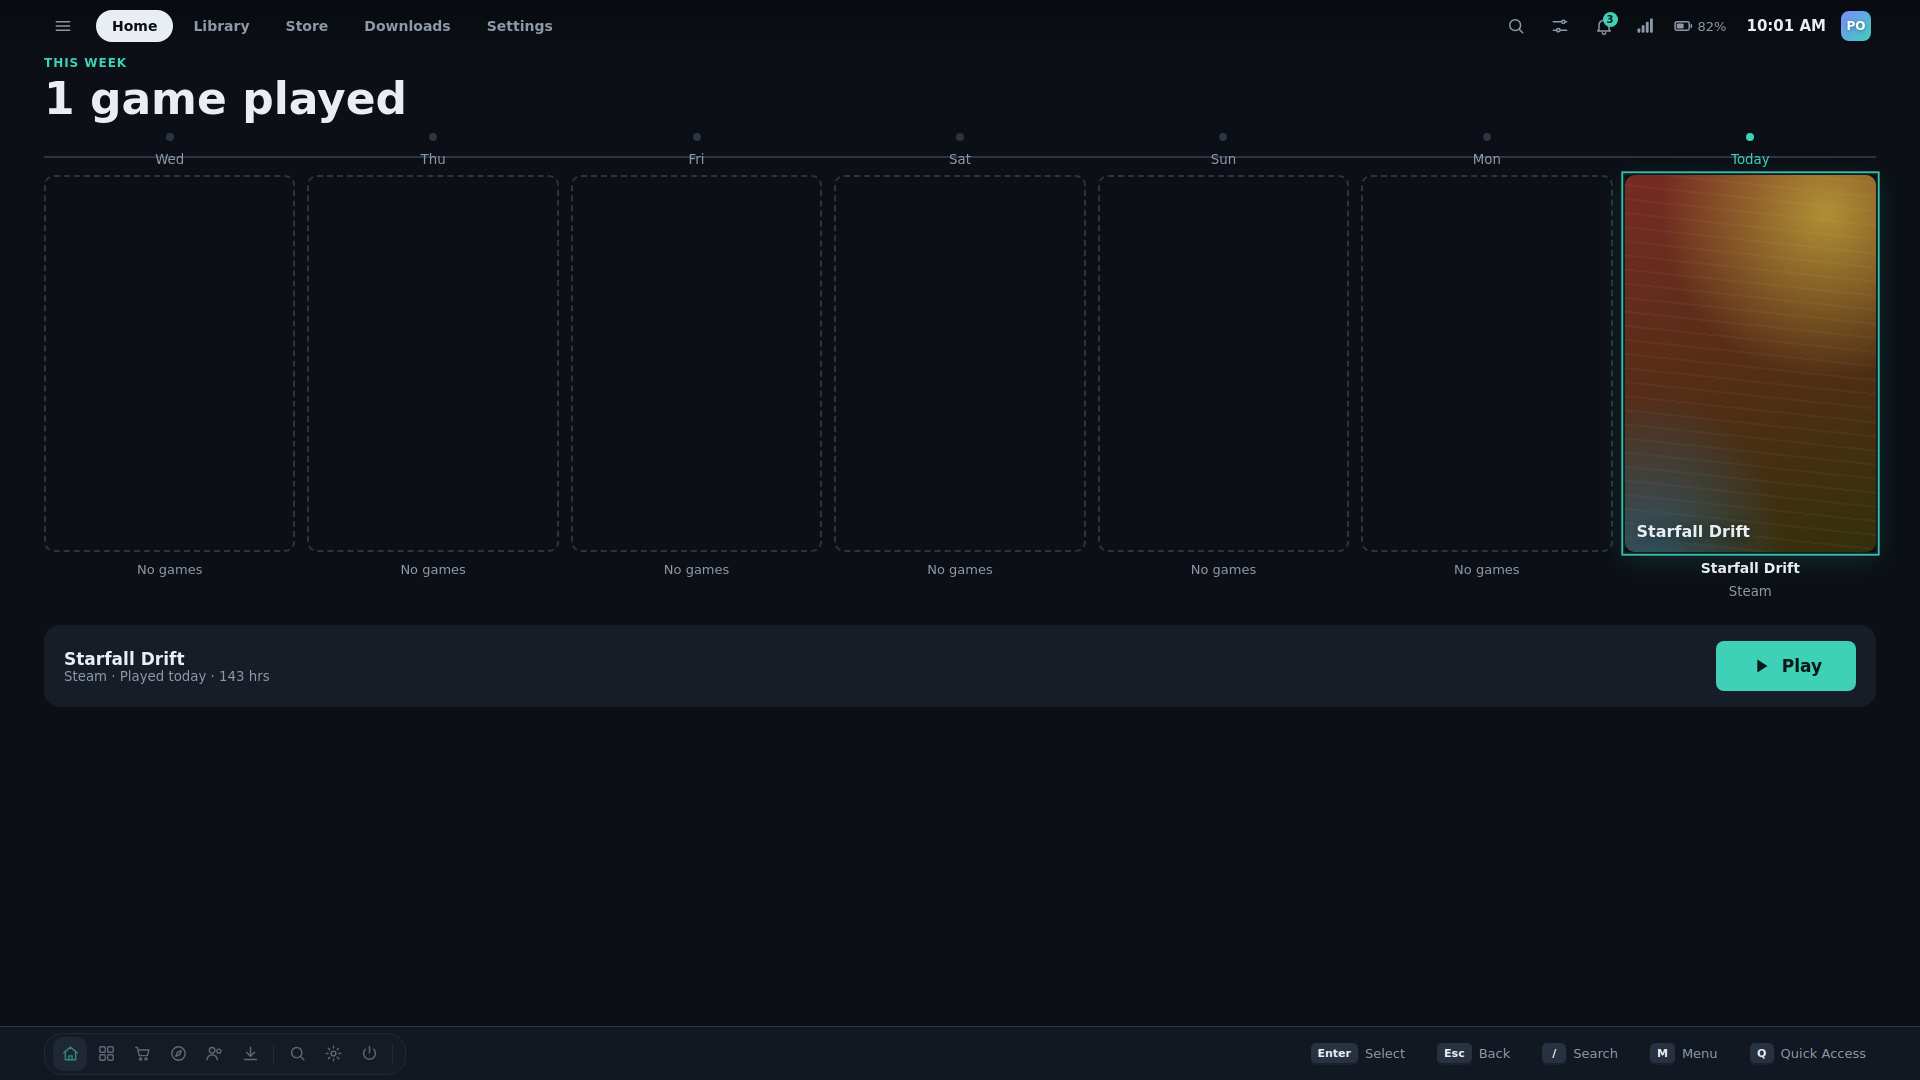 Home Library Store Downloads Settings 3 82% 10:01 AM PO
THIS WEEK
1 game played
Wed Thu Fri Sat Sun Mon Today
Starfall Drift
No games No games No games No games No games No games Starfall Drift
Steam
Starfall Drift
Steam · Played today · 143 hrs
Play
Enter Select Esc Back / Search M Menu Q Quick Access